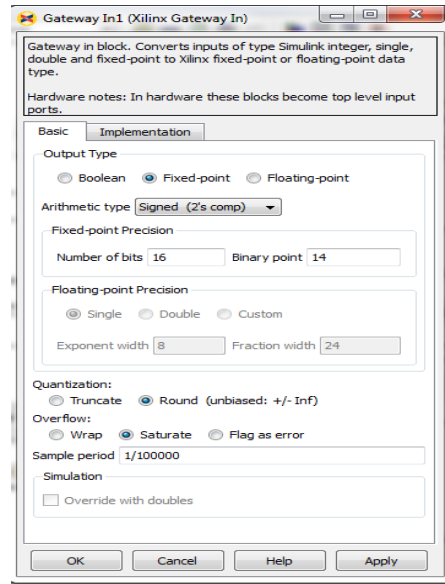 Gateway In1 (Xilinx Gateway In)
Gateway in block. Converts inputs of type Simulink integer, single,
double and fixed-point to Xilinx fixed-point or floating-point data
type.
Hardware notes: In hardware these blocks become top level input
ports.
Basic Implementation
Output Type
Boolean Fixed-point Floating-point
Arithmetic type Signed (2's comp)
Fixed-point Precision
Number of bits 16 Binary point 14
Floating-point Precision
Single Double Custom
Exponent width 8 Fraction width 24
Quantization:
Truncate Round (unbiased: +/- Inf)
Overflow:
Wrap Saturate Flag as error
Sample period 1/100000
Simulation
Override with doubles
OK Cancel Help Apply